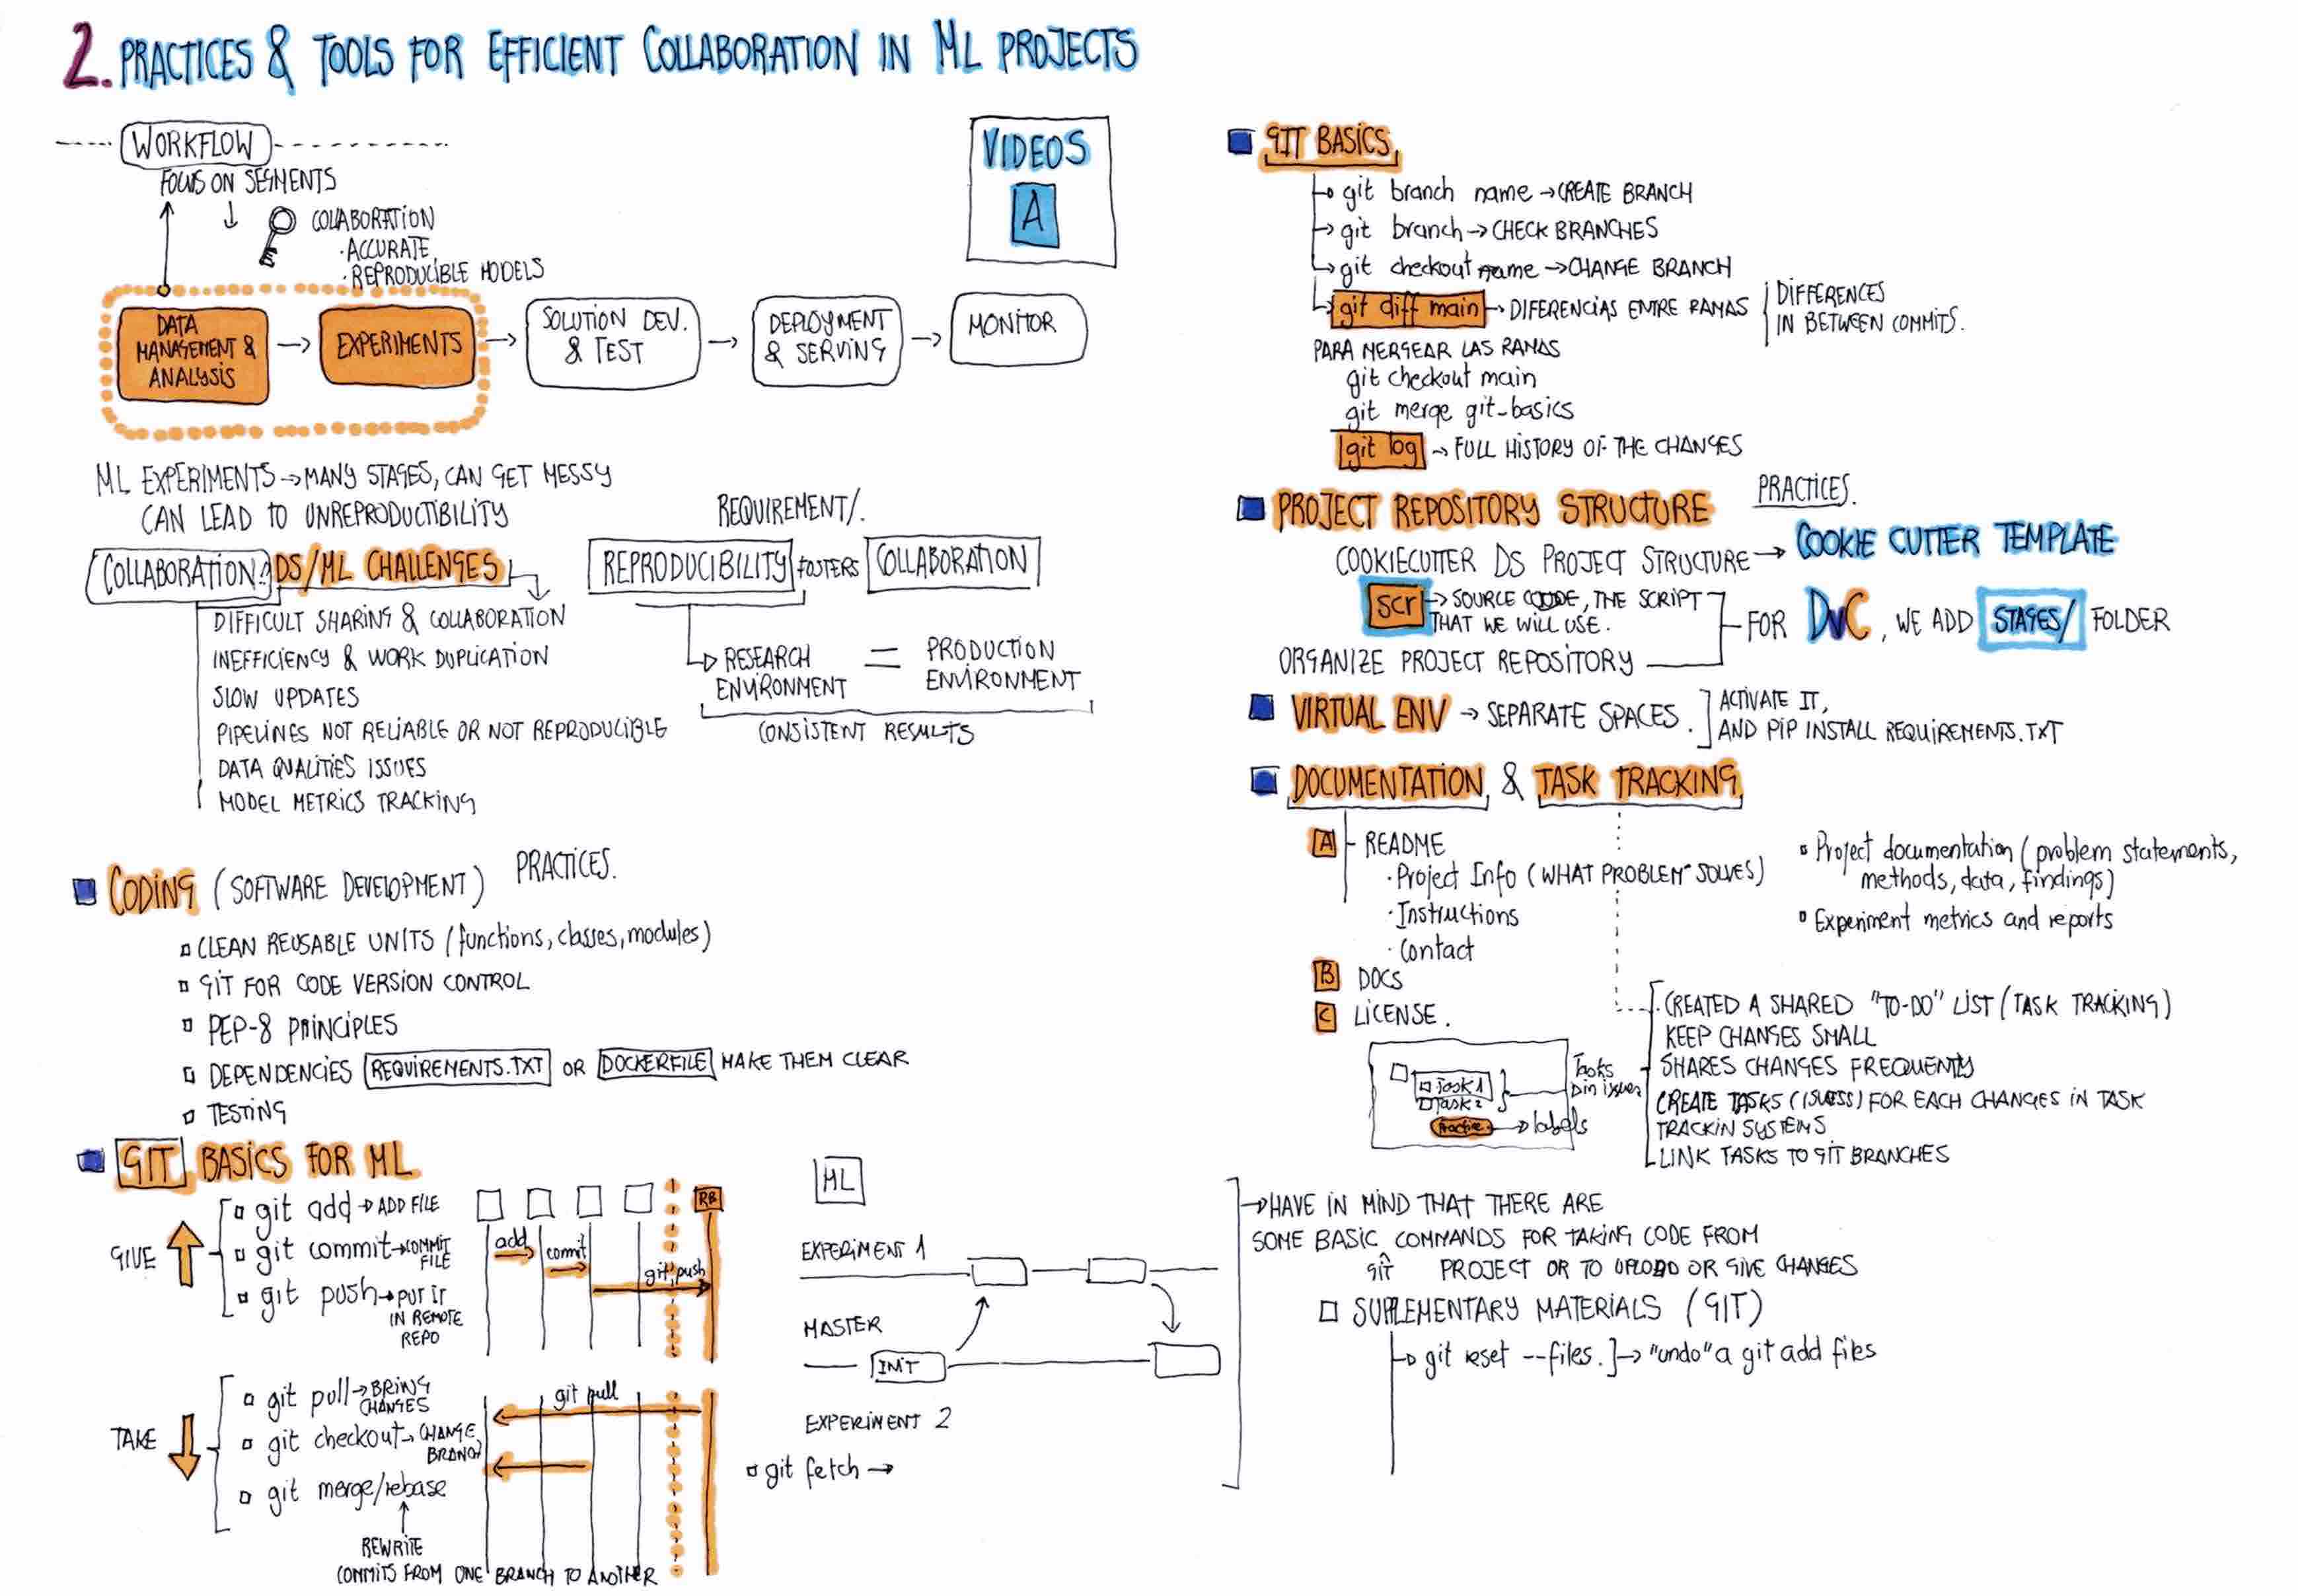 2. PRACTICES & TOOLS FOR EFFICIENT COLLABORATION IN ML PROJECTS
WORKFLOW
FOCUS ON SEGMENTS
COLLABORATION
· ACCURATE
· REPRODUCIBLE MODELS
VIDEOS
A
DATA
MANAGEMENT &
ANALYSIS
EXPERIMENTS
SOLUTION DEV.
& TEST
DEPLOYMENT
& SERVING
MONITOR
ML EXPERIMENTS → MANY STAGES, CAN GET MESSY
CAN LEAD TO UNREPRODUCTIBILITY
COLLABORATION DS/ML CHALLENGES
DIFFICULT SHARING & COLLABORATION
INEFFICIENCY & WORK DUPLICATION
SLOW UPDATES
PIPELINES NOT RELIABLE OR NOT REPRODUCIBLE
DATA QUALITIES ISSUES
MODEL METRICS TRACKING
REQUIREMENT/.
REPRODUCIBILITY FOSTERS COLLABORATION
RESEARCH
ENVIRONMENT
=
PRODUCTION
ENVIRONMENT
CONSISTENT RESULTS
CODING (SOFTWARE DEVELOPMENT) PRACTICES.
CLEAN REUSABLE UNITS (functions, classes, modules)
GIT FOR CODE VERSION CONTROL
PEP-8 PRINCIPLES
DEPENDENCIES REQUIREMENTS.TXT OR DOCKERFILE MAKE THEM CLEAR
TESTING
GIT BASICS FOR ML
GIVE
git add → ADD FILE
git commit → COMMIT
FILE
git push → PUT IT
IN REMOTE
REPO
RB
add
commit
git push
TAKE
git pull → BRING
CHANGES
git checkout → CHANGE
BRANCH
git merge/rebase
REWRITE
COMMITS FROM ONE BRANCH TO ANOTHER
git pull
ML
EXPERIMENT 1
MASTER
INIT
EXPERIMENT 2
git fetch →
GIT BASICS
git branch name → CREATE BRANCH
git branch → CHECK BRANCHES
git checkout name → CHANGE BRANCH
git diff main → DIFERENCIAS ENTRE RAMAS
DIFFERENCES
IN BETWEEN COMMITS.
PARA MERGEAR LAS RAMAS
git checkout main
git merge git-basics
git log → FULL HISTORY OF THE CHANGES
PROJECT REPOSITORY STRUCTURE PRACTICES.
COOKIECUTTER DS PROJECT STRUCTURE → COOKIE CUTTER TEMPLATE
scr → SOURCE CODE, THE SCRIPT
THAT WE WILL USE.
ORGANIZE PROJECT REPOSITORY
FOR DVC, WE ADD STAGES/ FOLDER
VIRTUAL ENV → SEPARATE SPACES.
ACTIVATE IT,
AND PIP INSTALL REQUIREMENTS.TXT
DOCUMENTATION & TASK TRACKING
A README
· Project Info (WHAT PROBLEM SOLVES)
· Instructions
· Contact
B DOCS
C LICENSE.
Project documentation (problem statements,
methods, data, findings)
Experiment metrics and reports
Task 1
Task 2
labels
Tasks
CREATED A SHARED "TO-DO" LIST (TASK TRACKING)
KEEP CHANGES SMALL
SHARES CHANGES FREQUENTLY
CREATE TASKS FOR EACH CHANGES IN TASK
TRACKIN SYSTEMS
LINK TASKS TO GIT BRANCHES
→ HAVE IN MIND THAT THERE ARE
SOME BASIC COMMANDS FOR TAKING CODE FROM
GIT PROJECT OR TO UPLOAD OR GIVE CHANGES
SUPPLEMENTARY MATERIALS (GIT)
git reset --files. → "undo" a git add files